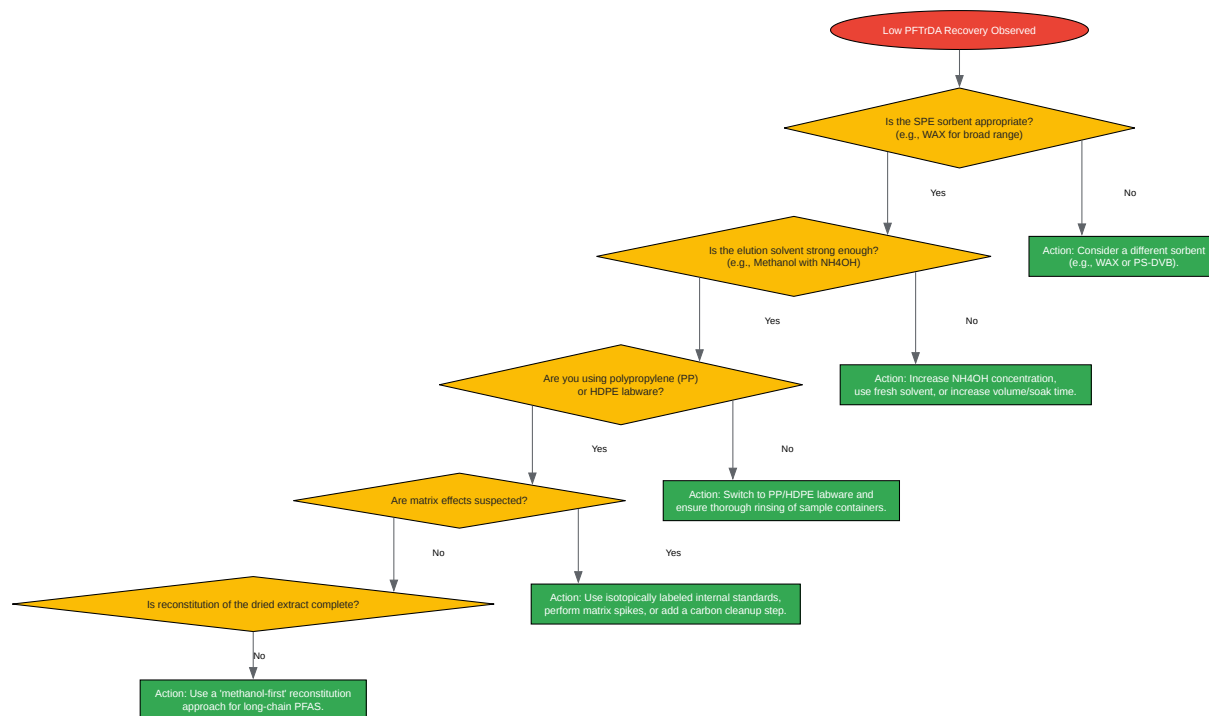 Low PFTrDA Recovery Observed
Is the SPE sorbent appropriate?
(e.g., WAX for broad range)
Yes
No
Is the elution solvent strong enough?
(e.g., Methanol with NH4OH)
Action: Consider a different sorbent
(e.g., WAX or PS-DVB).
Yes
No
Are you using polypropylene (PP)
or HDPE labware?
Action: Increase NH4OH concentration,
use fresh solvent, or increase volume/soak time.
Yes
No
Are matrix effects suspected?
Action: Switch to PP/HDPE labware and
ensure thorough rinsing of sample containers.
No
Yes
Is reconstitution of the dried extract complete?
Action: Use isotopically labeled internal standards,
perform matrix spikes, or add a carbon cleanup step.
No
Action: Use a 'methanol-first' reconstitution
approach for long-chain PFAS.